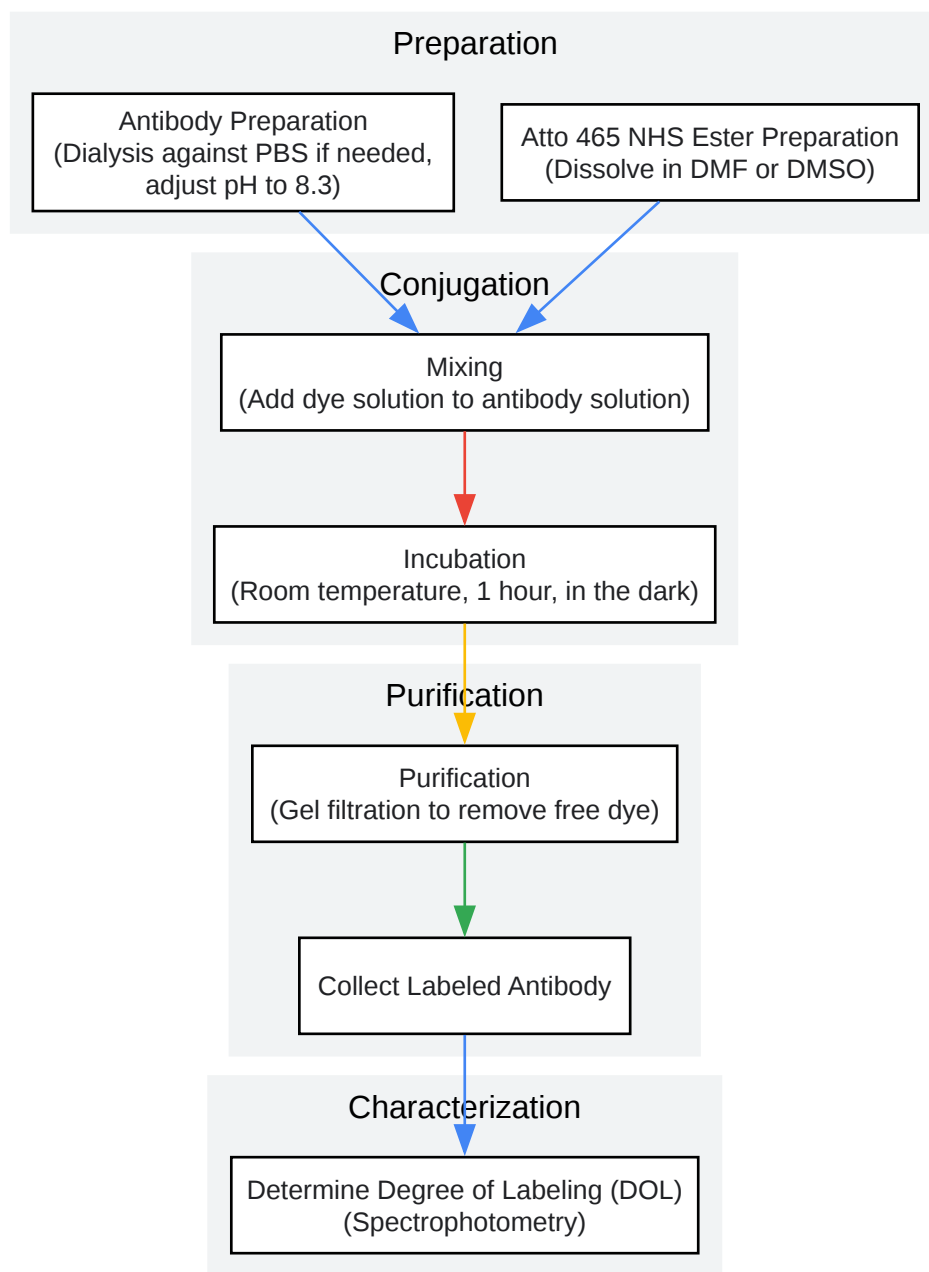 Preparation
Antibody Preparation
(Dialysis against PBS if needed,
adjust pH to 8.3)
Atto 465 NHS Ester Preparation
(Dissolve in DMF or DMSO)
Conjugation
Mixing
(Add dye solution to antibody solution)
Incubation
(Room temperature, 1 hour, in the dark)
Purification
Purification
(Gel filtration to remove free dye)
Collect Labeled Antibody
Characterization
Determine Degree of Labeling (DOL)
(Spectrophotometry)